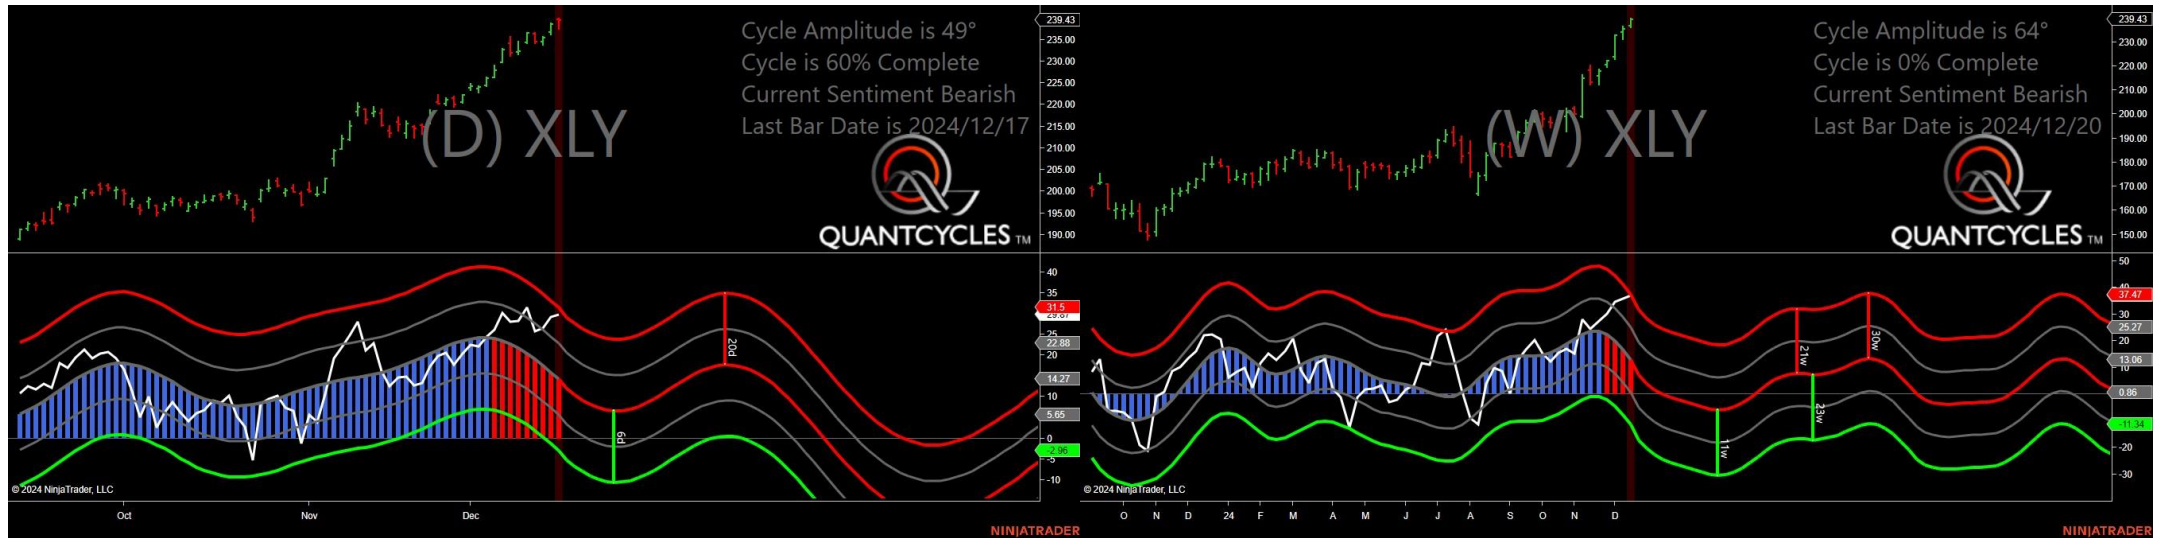 Cycle Amplitude is 49°
Cycle is 60% Complete
Current Sentiment Bearish
Last Bar Date is 2024/12/17
(D) XLY
QUANTCYCLES TM
239.43
235.00
230.00
225.00
220.00
215.00
210.00
205.00
200.00
195.00
190.00
40
35
31.5
29.87
25
22.88
20
14.27
10
5.65
0
-2.96
-5
-10
20d
6d
© 2024 NinjaTrader, LLC
Oct
Nov
Dec
NINJATRADER
Cycle Amplitude is 64°
Cycle is 0% Complete
Current Sentiment Bearish
Last Bar Date is 2024/12/20
(W) XLY
QUANTCYCLES TM
239.43
230.00
220.00
210.00
200.00
190.00
180.00
170.00
160.00
150.00
50
40
37.47
30
25.27
20
13.06
10
0.86
-11.34
-20
-30
21w
30w
23w
11w
© 2024 NinjaTrader, LLC
O N D 24 F M A M J J A S O N D
NINJATRADER